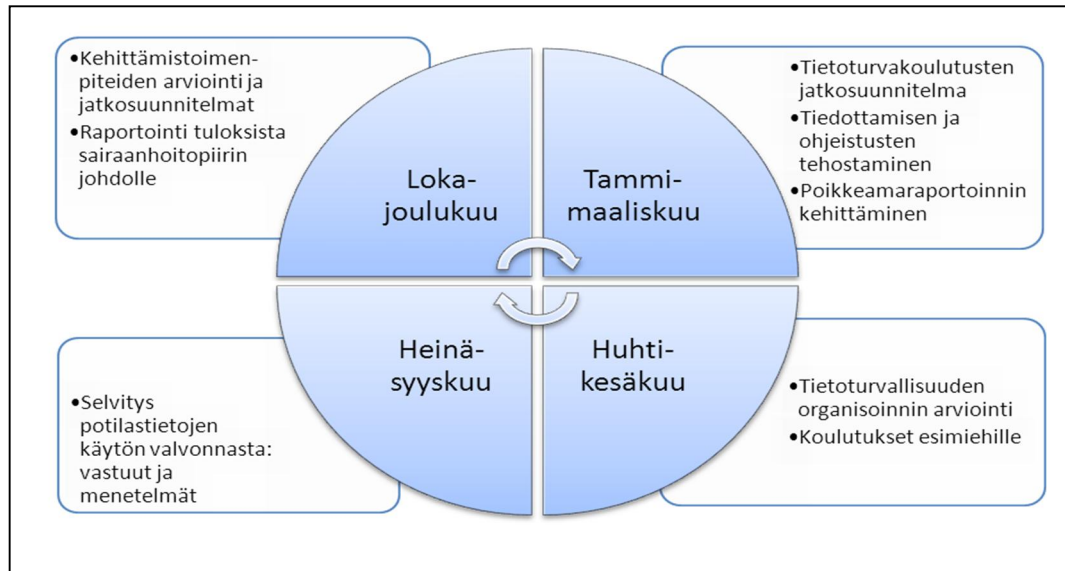 •Kehittämistoimen-
piteiden arviointi ja
jatkosuunnitelmat
•Raportointi tuloksista
sairaanhoitopiirin
johdolle
Loka-
joulukuu
Tammi-
maaliskuu
•Tietoturvakoulutusten
jatkosuunnitelma
•Tiedottamisen ja
ohjeistusten
tehostaminen
•Poikkeamaraportoinnin
kehittäminen
•Selvitys
potilastietojen
käytön valvonnasta:
vastuut ja
menetelmät
Heinä-
syyskuu
Huhti-
kesäkuu
•Tietoturvallisuuden
organisoinnin arviointi
•Koulutukset esimiehille